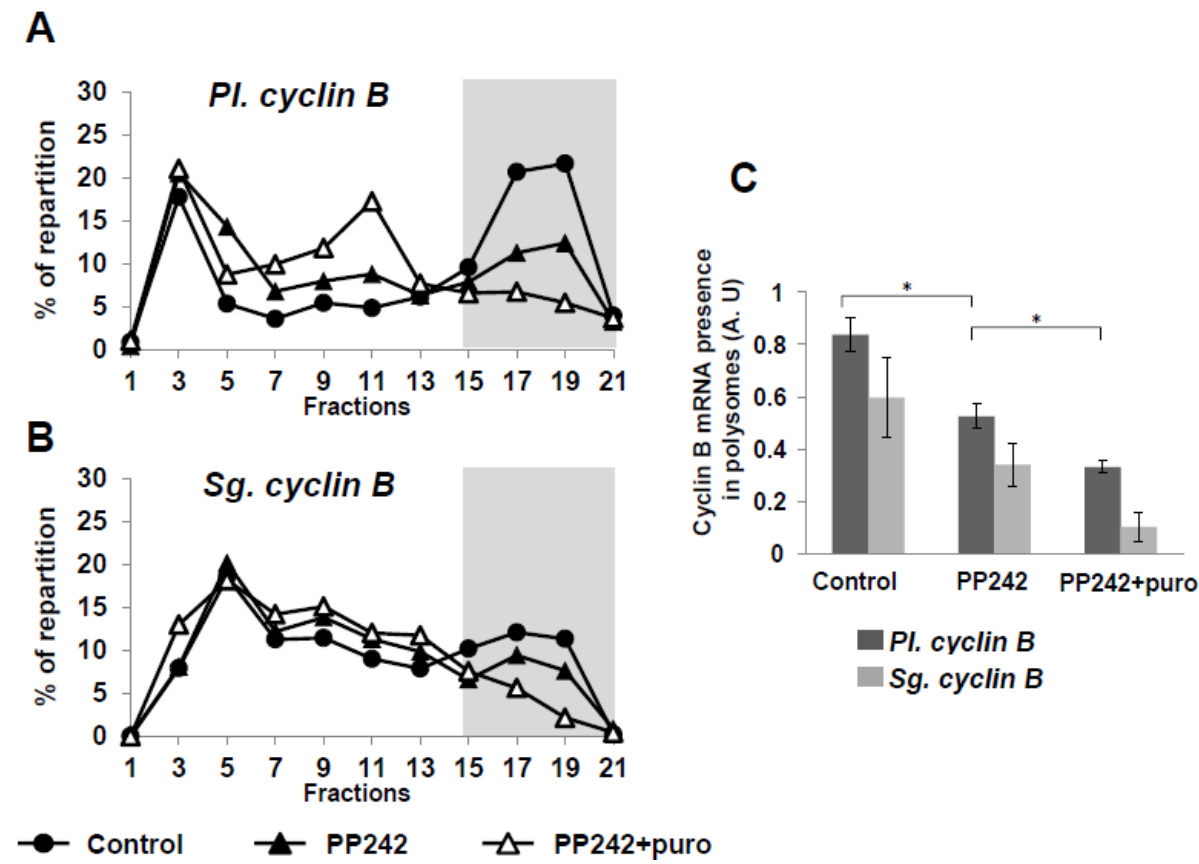 A
Pl. cyclin B
% of repartition
30
25
20
15
10
5
0
1 3 5 7 9 11 13 15 17 19 21
Fractions
B
Sg. cyclin B
% of repartition
30
25
20
15
10
5
0
1 3 5 7 9 11 13 15 17 19 21
Fractions
Control PP242 PP242+puro
C
Cyclin B mRNA presence
in polysomes (A. U)
1
0.8
0.6
0.4
0.2
0
*
*
Control PP242 PP242+puro
Pl. cyclin B
Sg. cyclin B